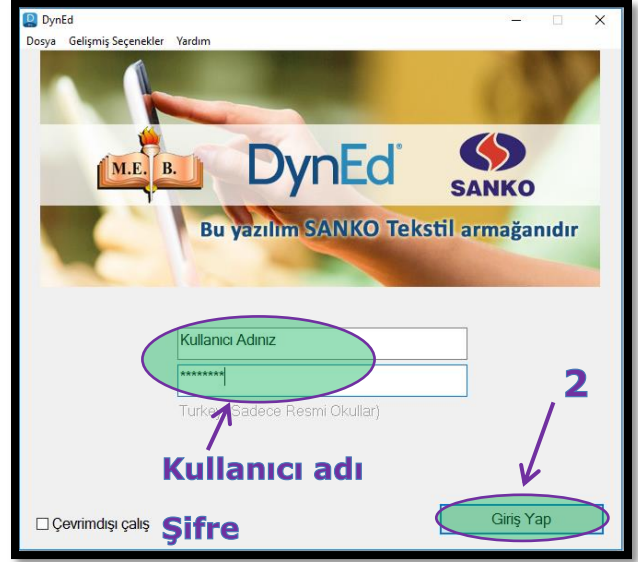 DynEd
Dosya Gelişmiş Seçenekler Yardım
M.E. B.
DynEd®
SANKO
Bu yazılım SANKO Tekstil armağanıdır
Kullanıcı Adınız
********
Turkey (Sadece Resmi Okullar)
2
Kullanıcı adı
Şifre
Çevrimdışı çalış
Giriş Yap